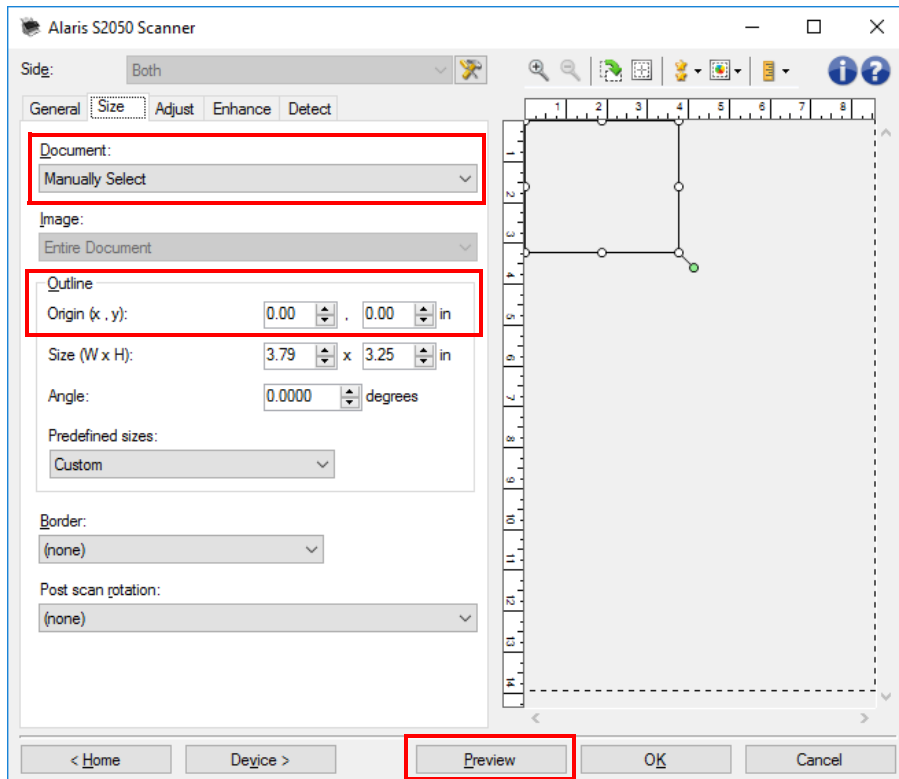 Alaris S2050 Scanner
Side: Both
General Size Adjust Enhance Detect
Document:
Manually Select
Image:
Entire Document
Outline
Origin (x , y): 0.00 , 0.00 in
Size (W x H): 3.79 x 3.25 in
Angle: 0.0000 degrees
Predefined sizes:
Custom
Border:
(none)
Post scan rotation:
(none)
1 2 3 4 5 6 7 8
1
2
3
4
5
6
7
8
9
10
11
12
13
14
< Home Device > Preview OK Cancel